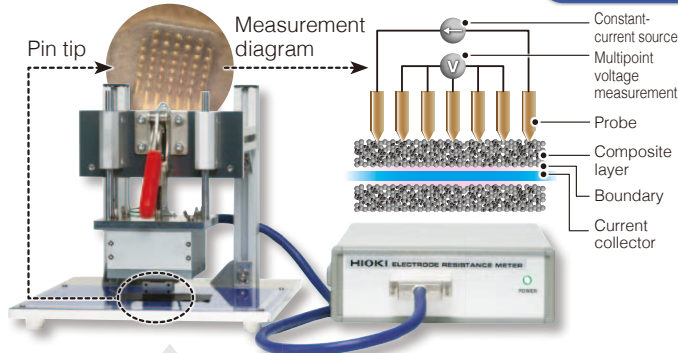 Pin tip
Measurement
diagram
Constant-
current source
Multipoint
voltage
measurement
V
Probe
Composite
layer
Boundary
Current
collector
HIOKI ELECTRODE RESISTANCE METER
POWER